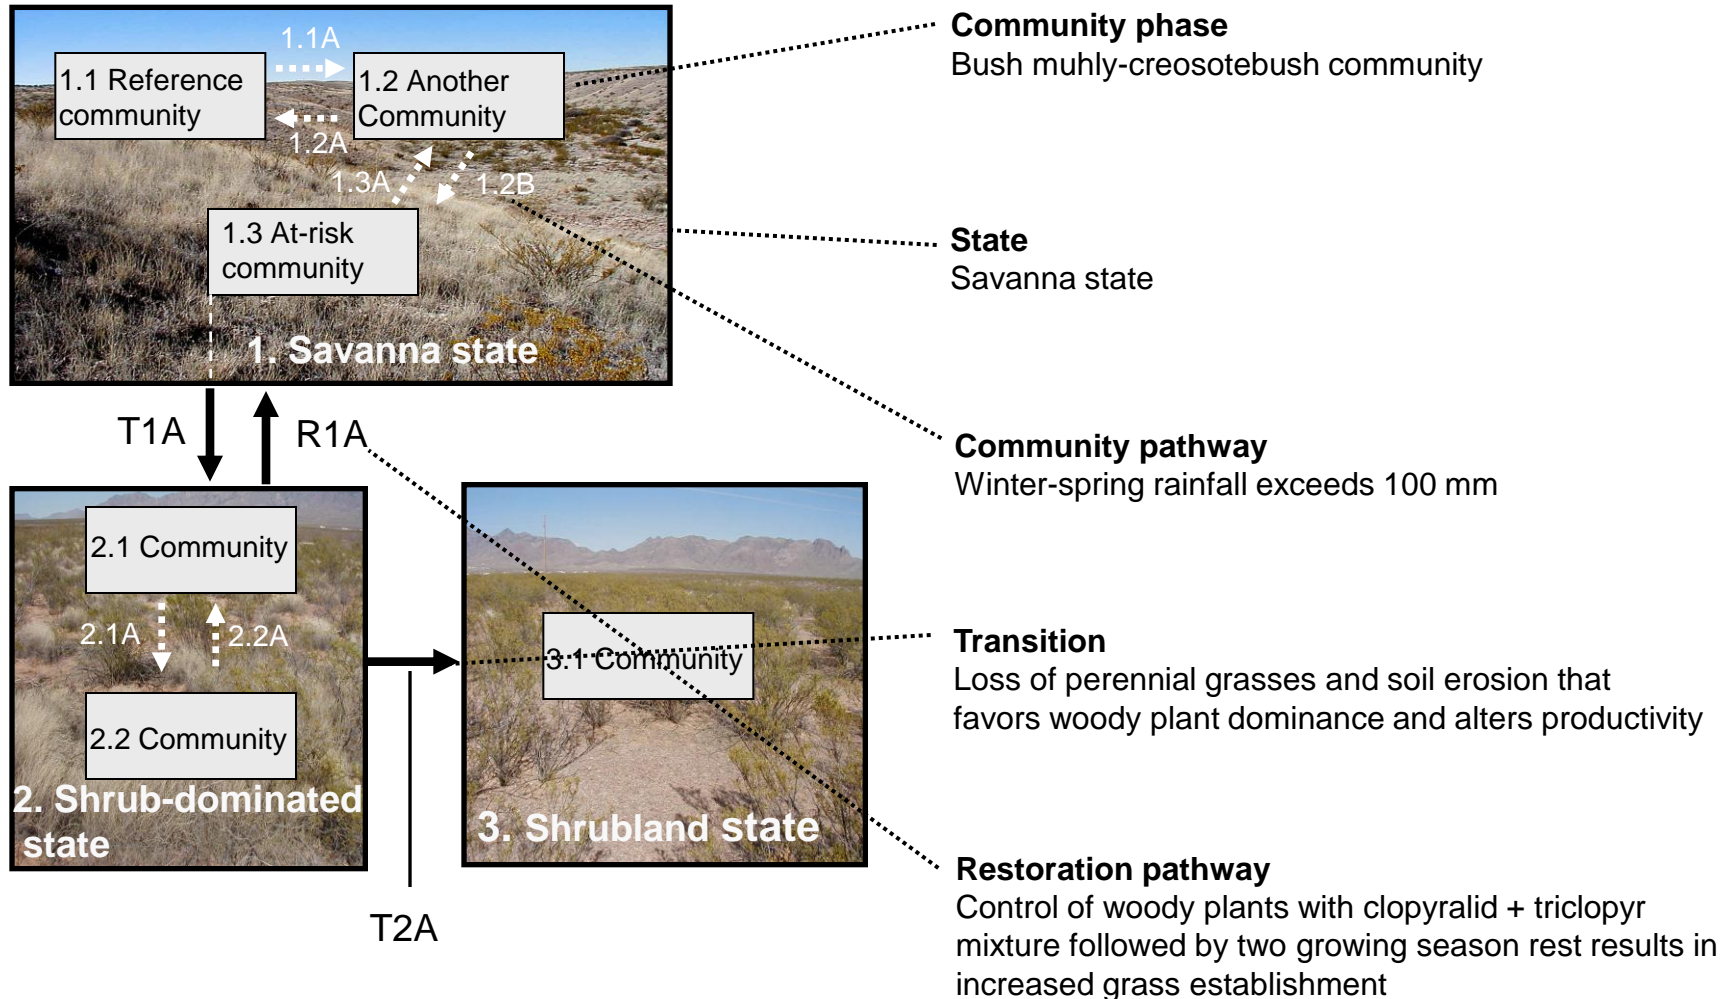 1.1A
1.1 Reference
community
1.2 Another
Community
1.2A
1.3A
1.2B
1.3 At-risk
community
1. Savanna state
T1A
R1A
2.1 Community
2.1A
2.2A
2.2 Community
2. Shrub-dominated
state
3.1 Community
3. Shrubland state
T2A
Community phase
Bush muhly-creosotebush community
State
Savanna state
Community pathway
Winter-spring rainfall exceeds 100 mm
Transition
Loss of perennial grasses and soil erosion that
favors woody plant dominance and alters productivity
Restoration pathway
Control of woody plants with clopyralid + triclopyr
mixture followed by two growing season rest results in
increased grass establishment